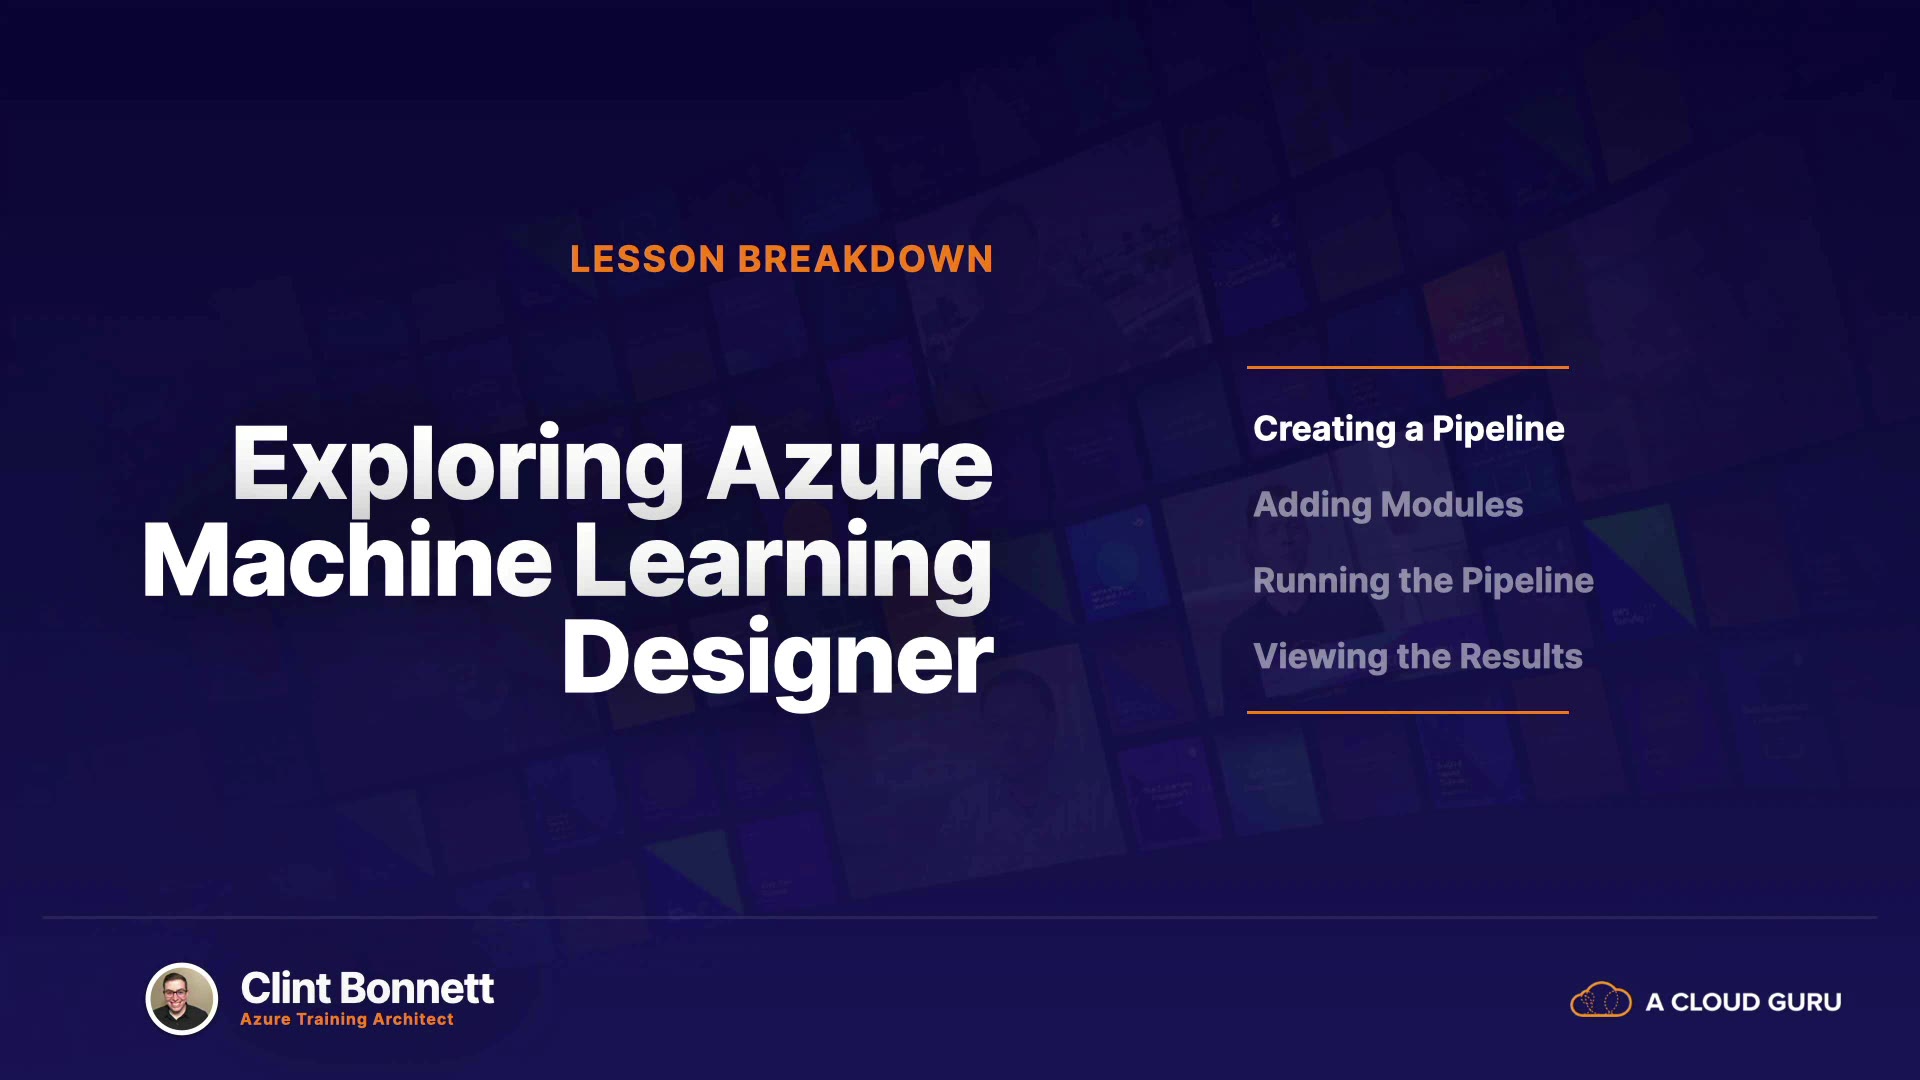 LESSON BREAKDOWN
Exploring Azure
Machine Learning
Designer
Creating a Pipeline
Adding Modules
Running the Pipeline
Viewing the Results
Clint Bonnett
Azure Training Architect
A CLOUD GURU